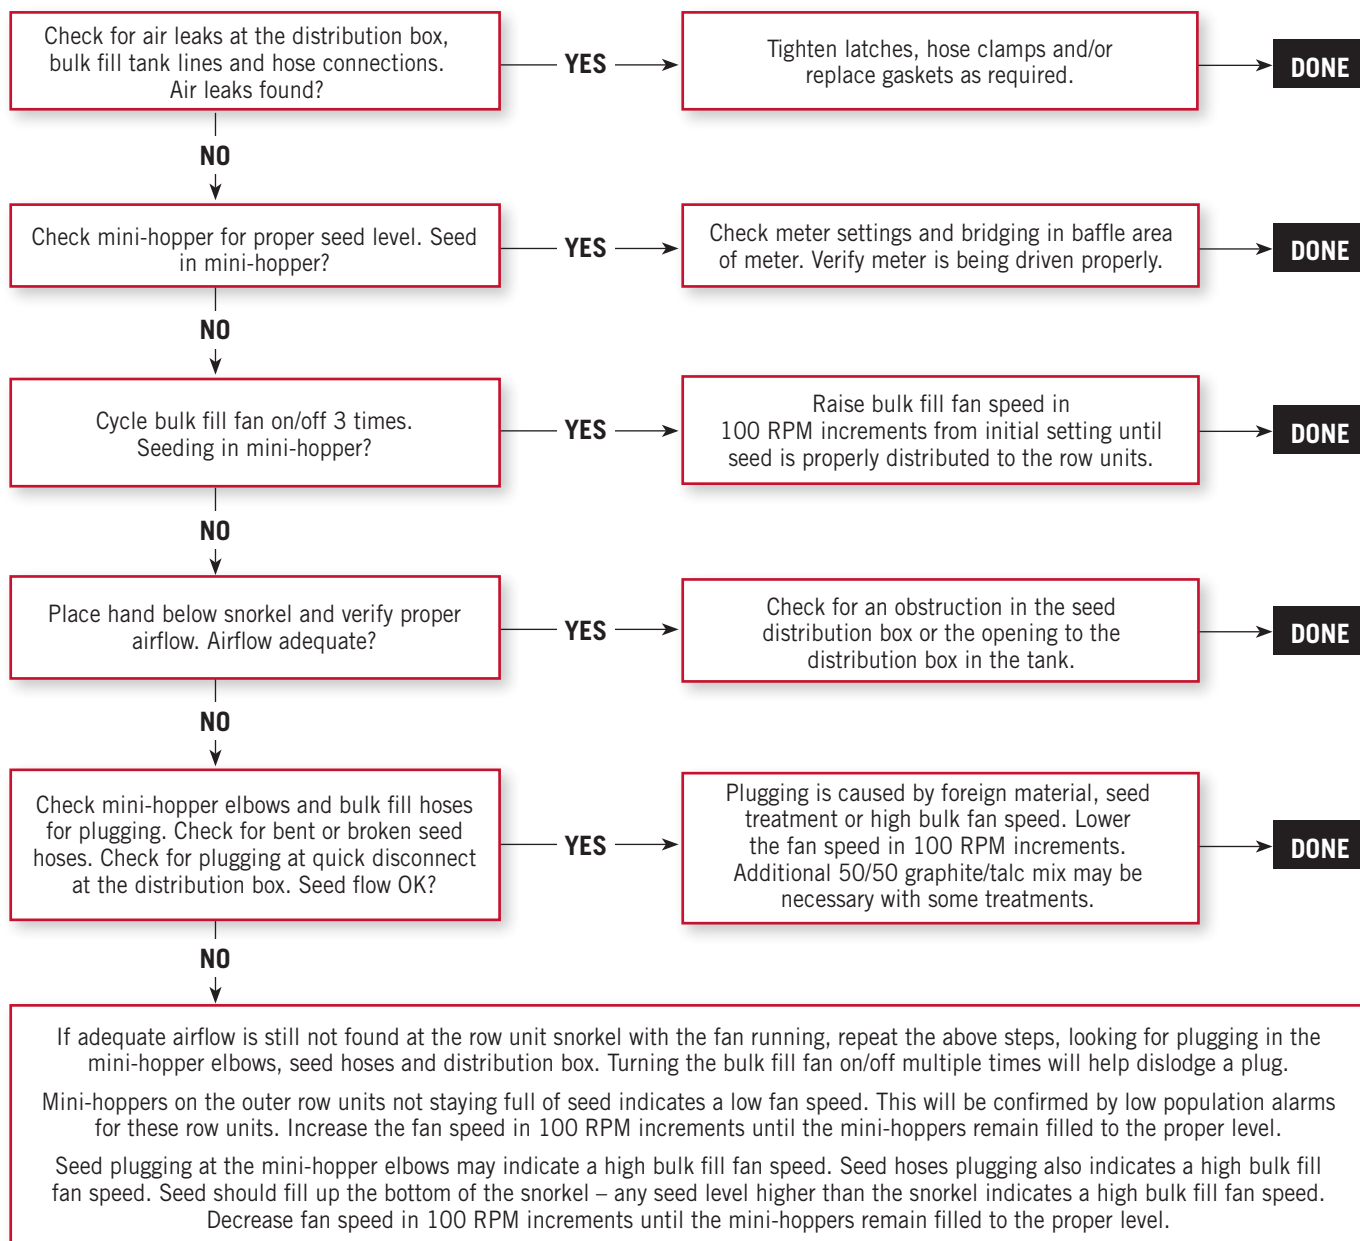 Check for air leaks at the distribution box,
bulk fill tank lines and hose connections.
Air leaks found?
YES
Tighten latches, hose clamps and/or
replace gaskets as required.
DONE
NO
Check mini-hopper for proper seed level. Seed
in mini-hopper?
YES
Check meter settings and bridging in baffle area
of meter. Verify meter is being driven properly.
DONE
NO
Cycle bulk fill fan on/off 3 times.
Seeding in mini-hopper?
YES
Raise bulk fill fan speed in
100 RPM increments from initial setting until
seed is properly distributed to the row units.
DONE
NO
Place hand below snorkel and verify proper
airflow. Airflow adequate?
YES
Check for an obstruction in the seed
distribution box or the opening to the
distribution box in the tank.
DONE
NO
Check mini-hopper elbows and bulk fill hoses
for plugging. Check for bent or broken seed
hoses. Check for plugging at quick disconnect
at the distribution box. Seed flow OK?
YES
Plugging is caused by foreign material, seed
treatment or high bulk fan speed. Lower
the fan speed in 100 RPM increments.
Additional 50/50 graphite/talc mix may be
necessary with some treatments.
DONE
NO
If adequate airflow is still not found at the row unit snorkel with the fan running, repeat the above steps, looking for plugging in the
mini-hopper elbows, seed hoses and distribution box. Turning the bulk fill fan on/off multiple times will help dislodge a plug.
Mini-hoppers on the outer row units not staying full of seed indicates a low fan speed. This will be confirmed by low population alarms
for these row units. Increase the fan speed in 100 RPM increments until the mini-hoppers remain filled to the proper level.
Seed plugging at the mini-hopper elbows may indicate a high bulk fill fan speed. Seed hoses plugging also indicates a high bulk fill
fan speed. Seed should fill up the bottom of the snorkel – any seed level higher than the snorkel indicates a high bulk fill fan speed.
Decrease fan speed in 100 RPM increments until the mini-hoppers remain filled to the proper level.